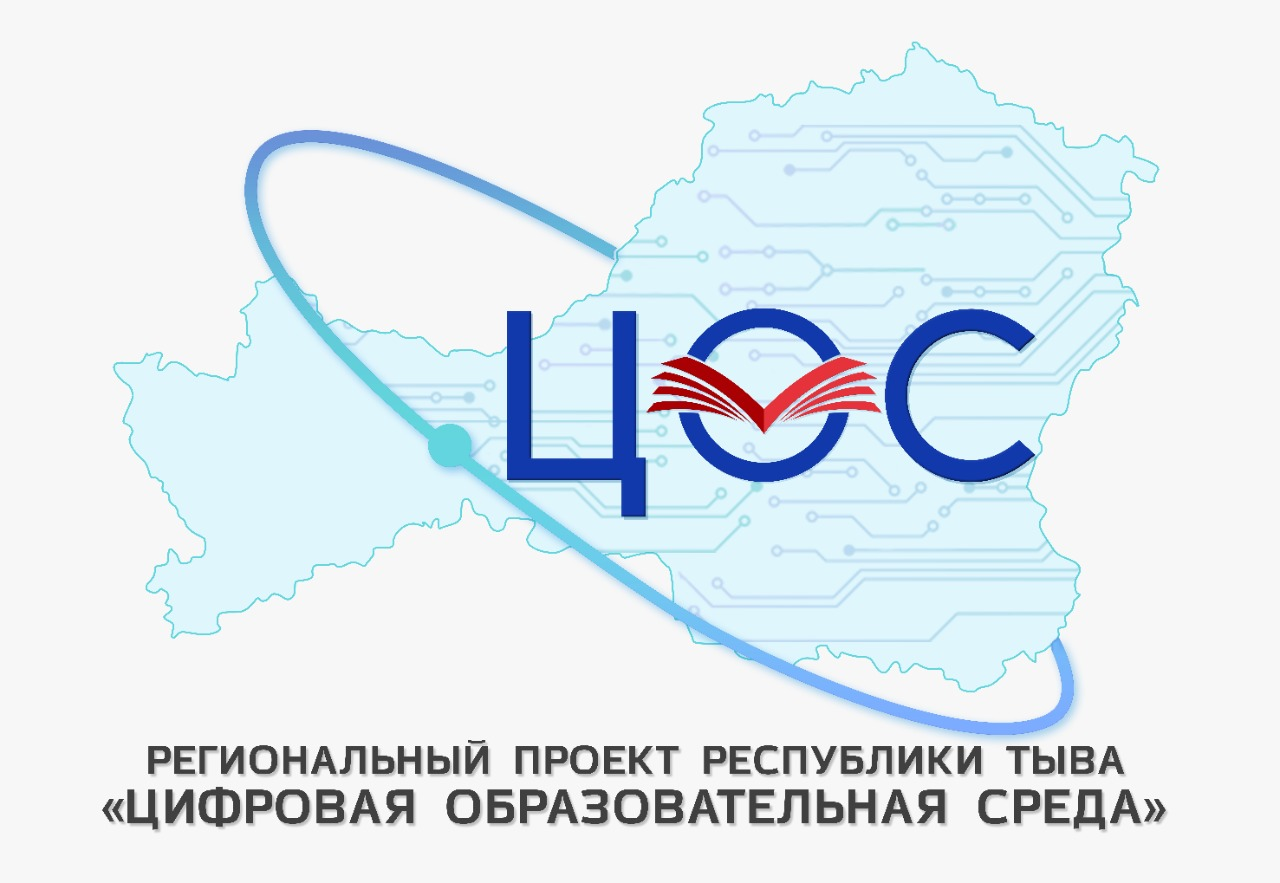 ЦОС
РЕГИОНАЛЬНЫЙ ПРОЕКТ РЕСПУБЛИКИ ТЫВА
«ЦИФРОВАЯ ОБРАЗОВАТЕЛЬНАЯ СРЕДА»